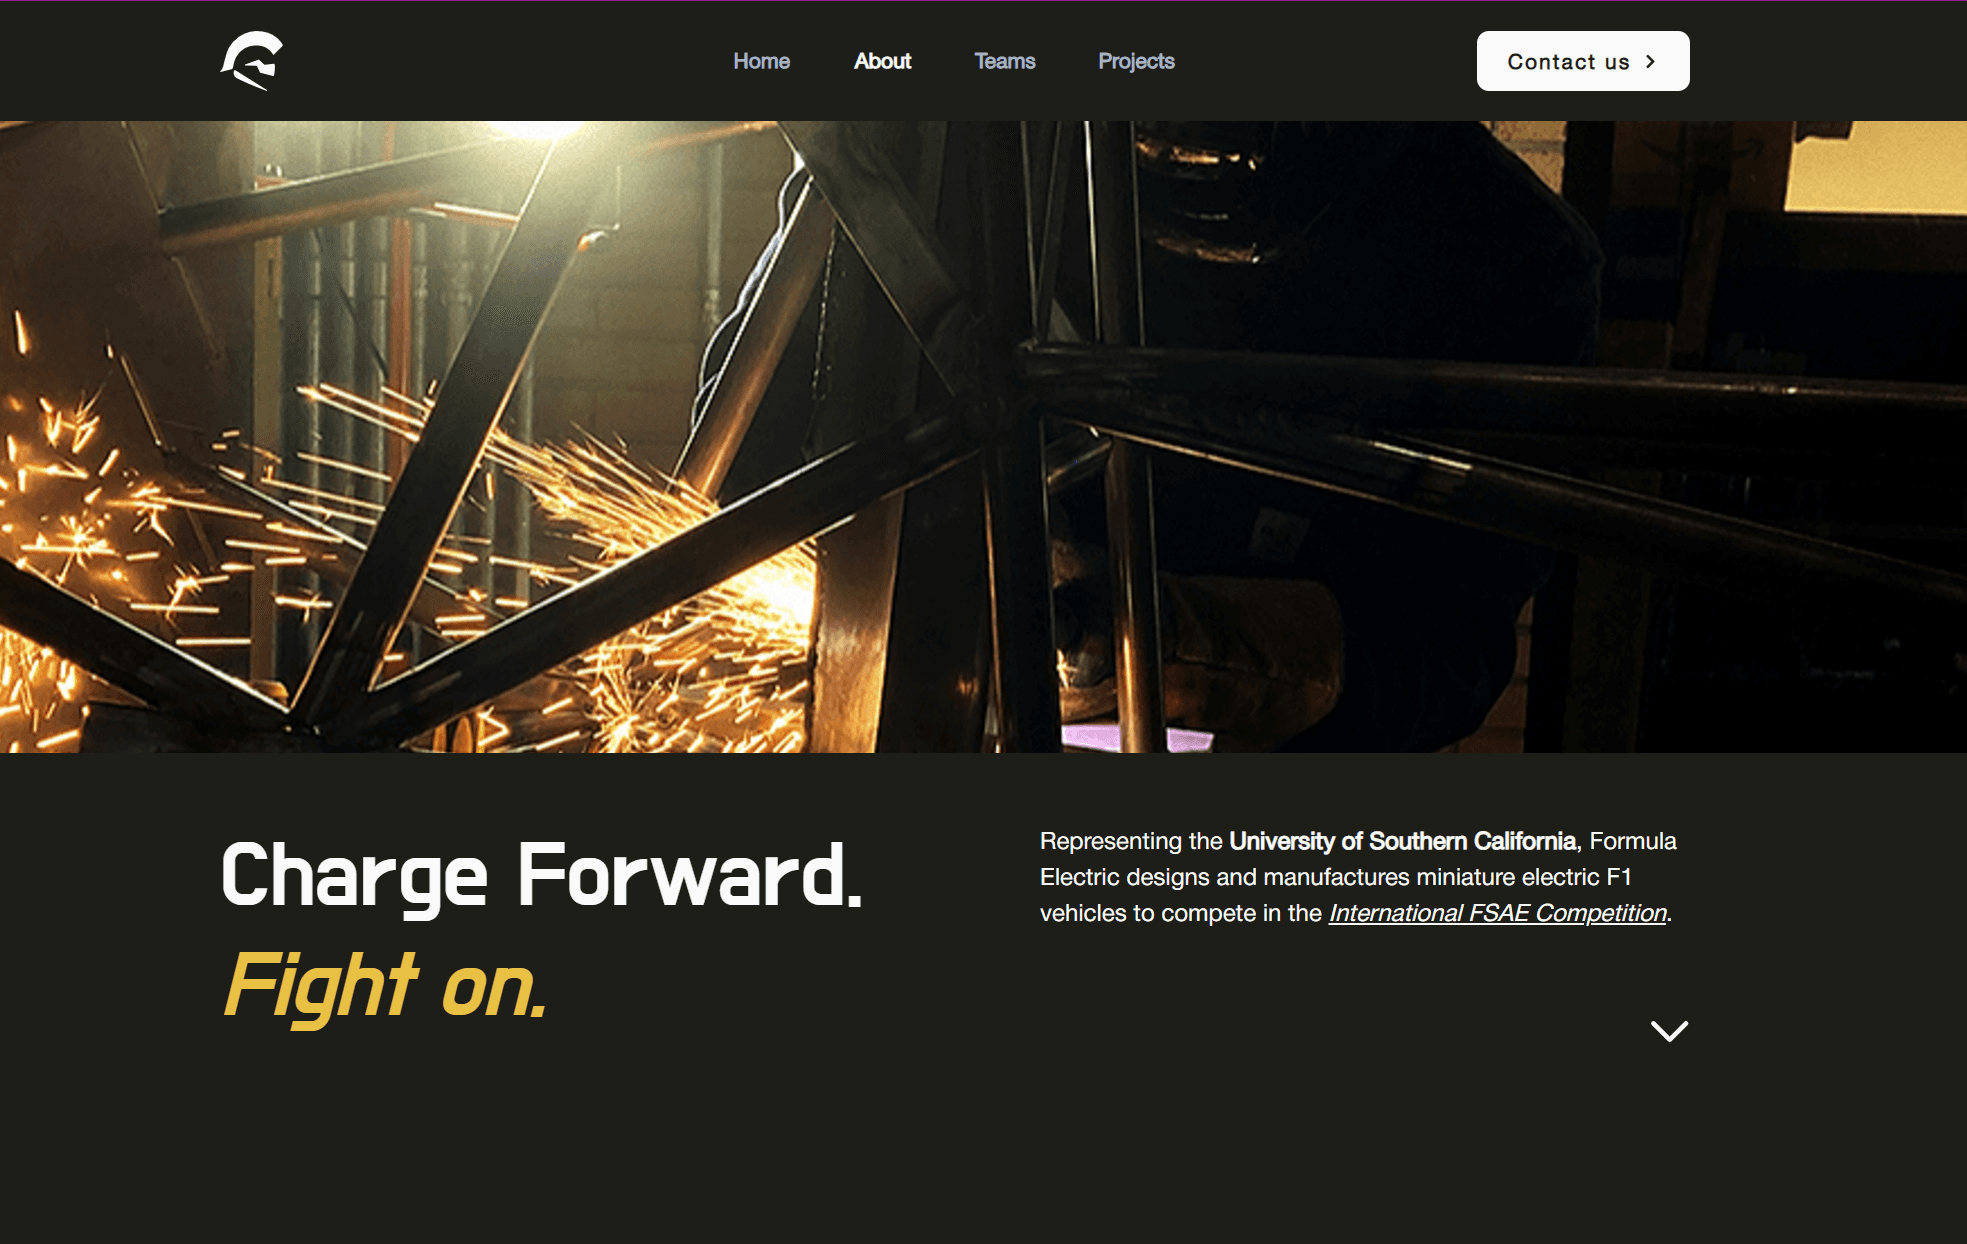 Home About Teams Projects Contact us
Charge Forward.
Fight on.
Representing the University of Southern California, Formula
Electric designs and manufactures miniature electric F1
vehicles to compete in the International FSAE Competition.